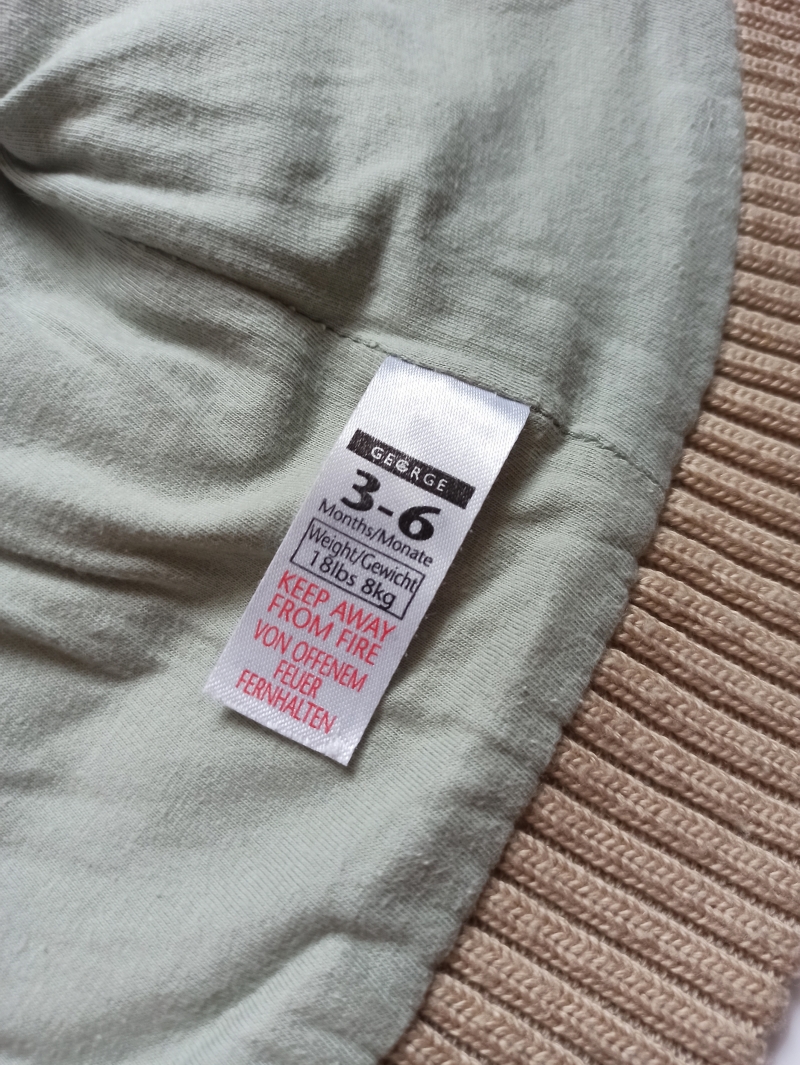 GEORGE
3-6
Months/Monate
Weight/Gewicht
18lbs 8kg
KEEP AWAY
FROM FIRE
VON OFFENEM
FEUER
FERNHALTEN